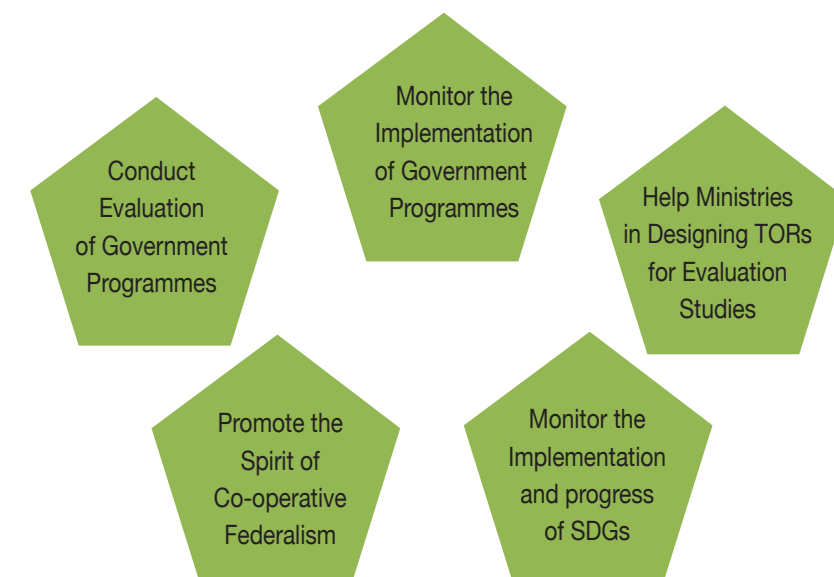 Monitor the
Implementation
of Government
Programmes
Conduct
Evaluation
of Government
Programmes
Help Ministries
in Designing TORs
for Evaluation
Studies
Promote the
Spirit of
Co-operative
Federalism
Monitor the
Implementation
and progress
of SDGs